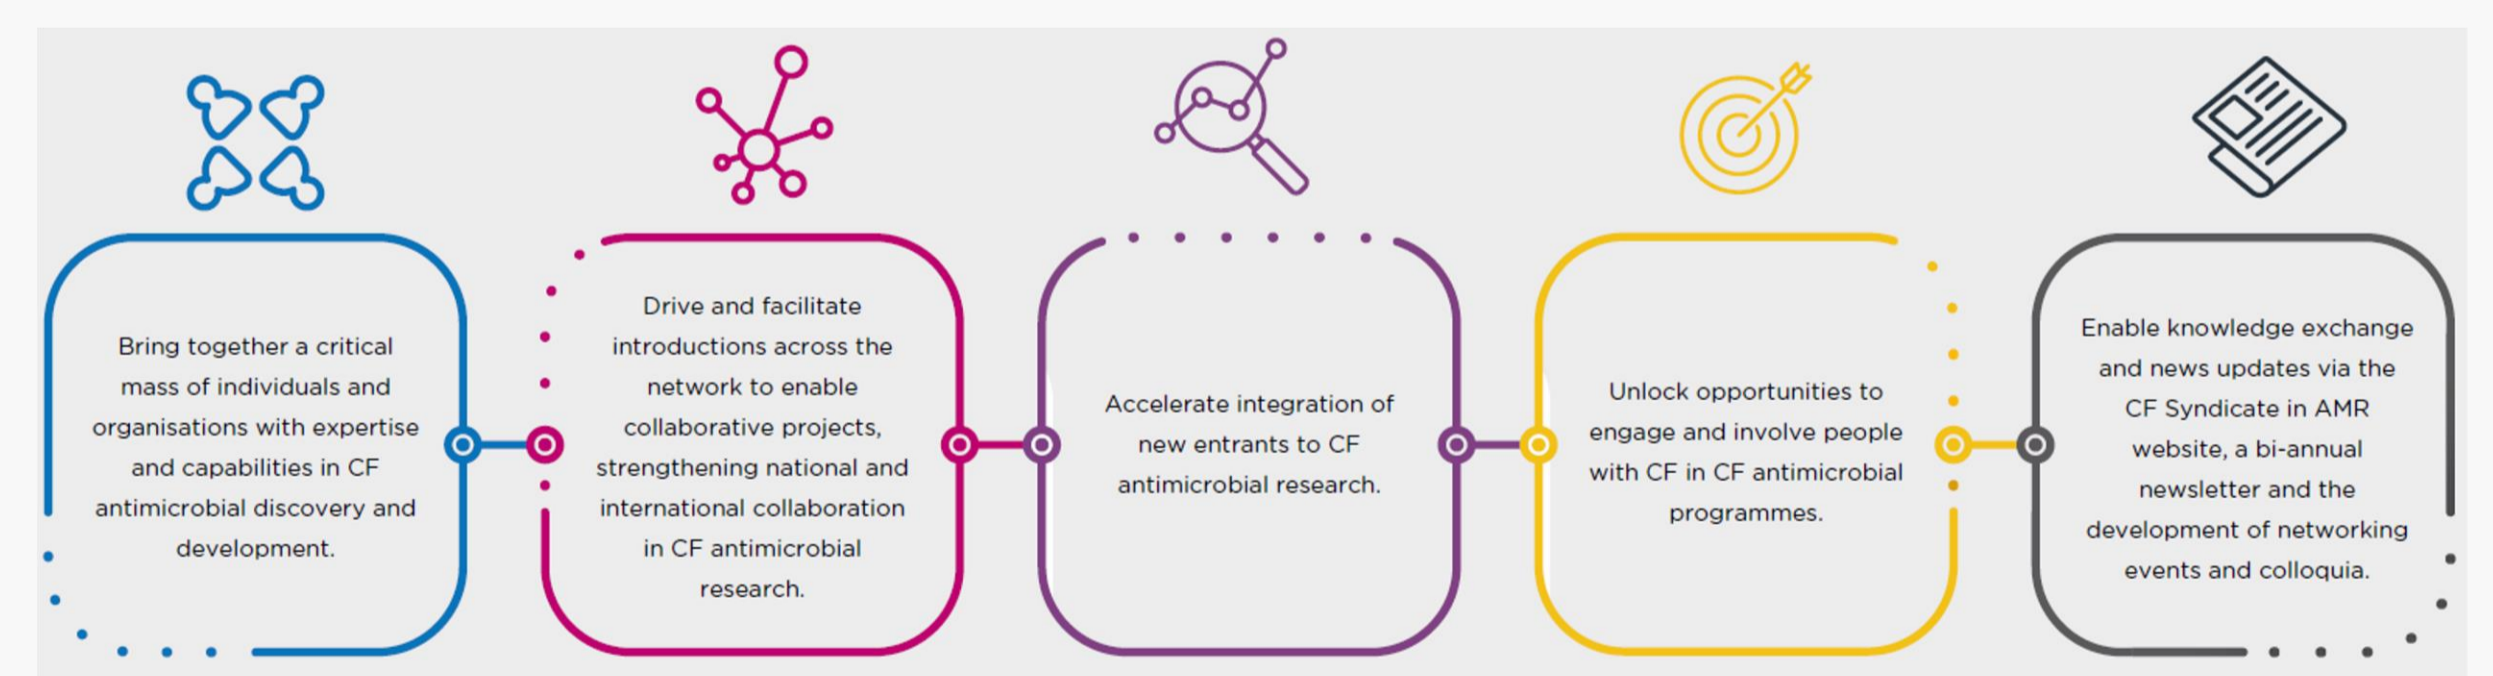 Bring together a critical
mass of individuals and
organisations with expertise
and capabilities in CF
antimicrobial discovery and
development.
Drive and facilitate
introductions across the
network to enable
collaborative projects,
strengthening national and
international collaboration
in CF antimicrobial
research.
Accelerate integration of
new entrants to CF
antimicrobial research.
Unlock opportunities to
engage and involve people
with CF in CF antimicrobial
programmes.
Enable knowledge exchange
and news updates via the
CF Syndicate in AMR
website, a bi-annual
newsletter and the
development of networking
events and colloquia.